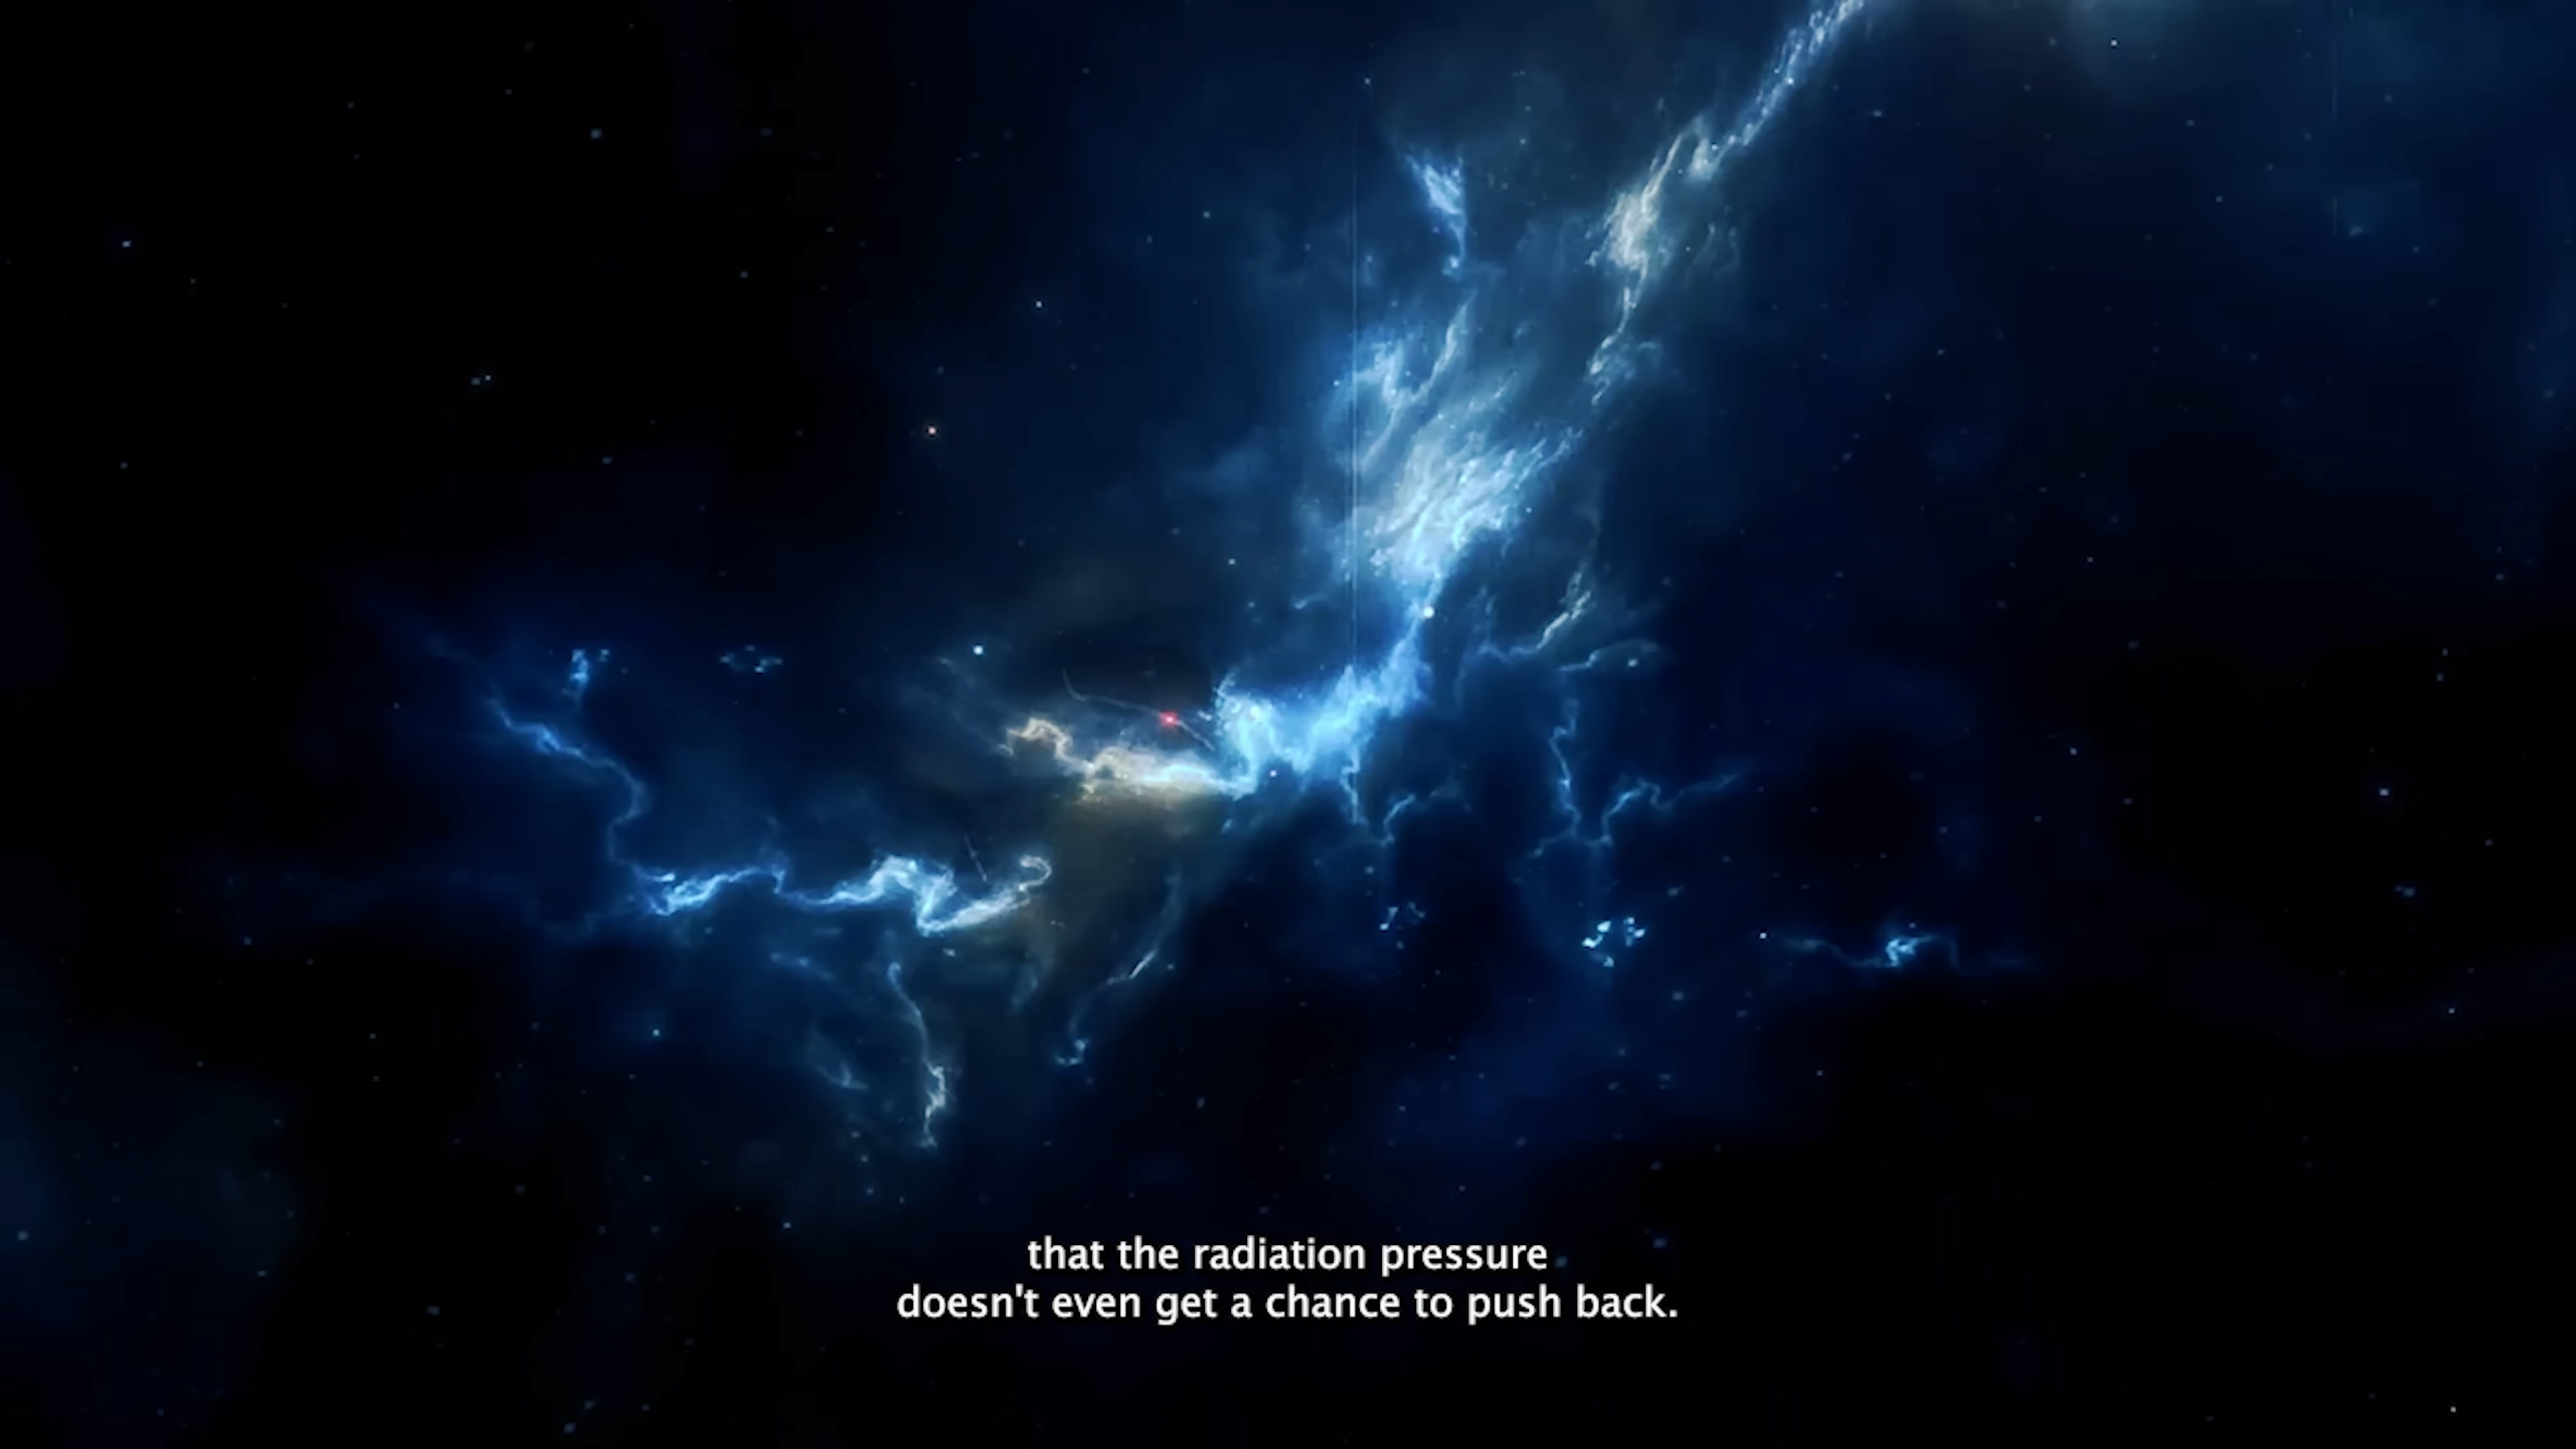 that the radiation pressure
doesn't even get a chance to push back.